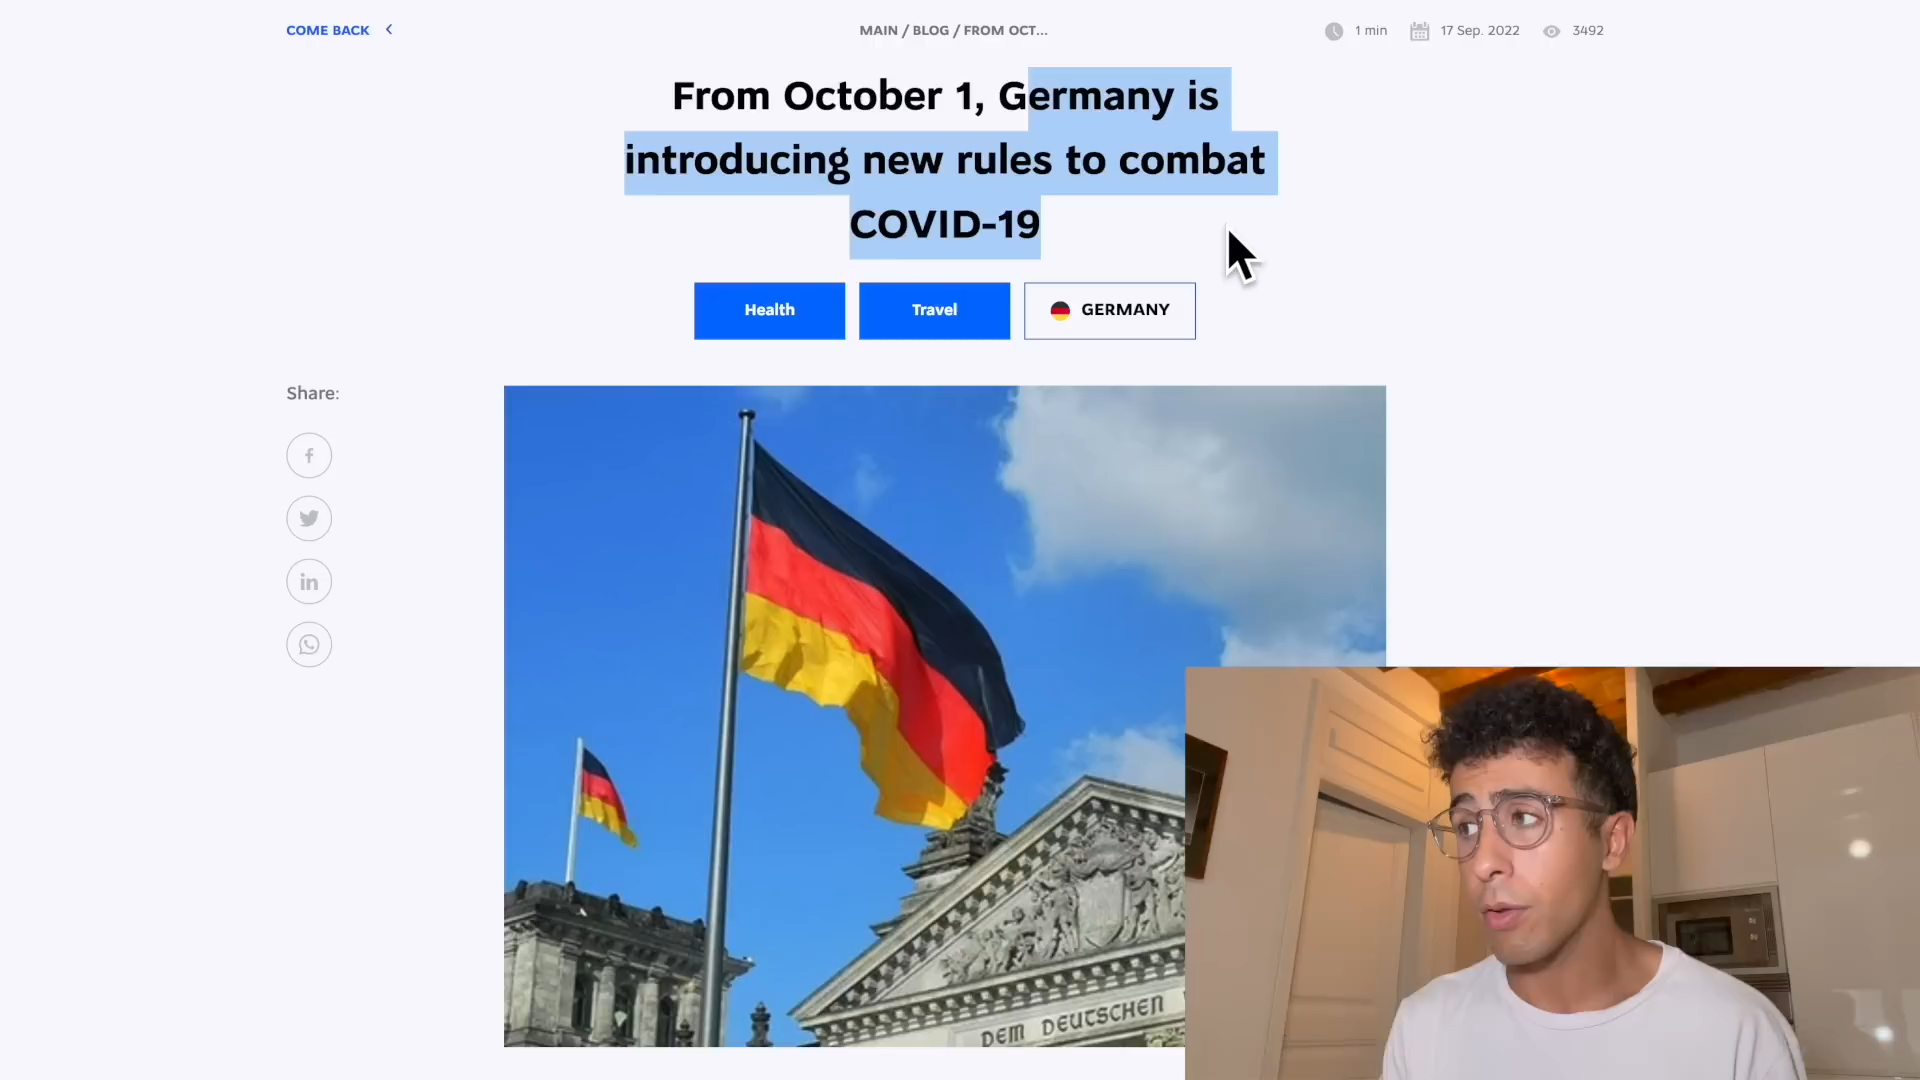 COME BACK
MAIN / BLOG / FROM OCT...
1 min
17 Sep. 2022
3492
From October 1, Germany is
introducing new rules to combat
COVID-19
Health
Travel
GERMANY
Share:
DEM DEUTSCHEN